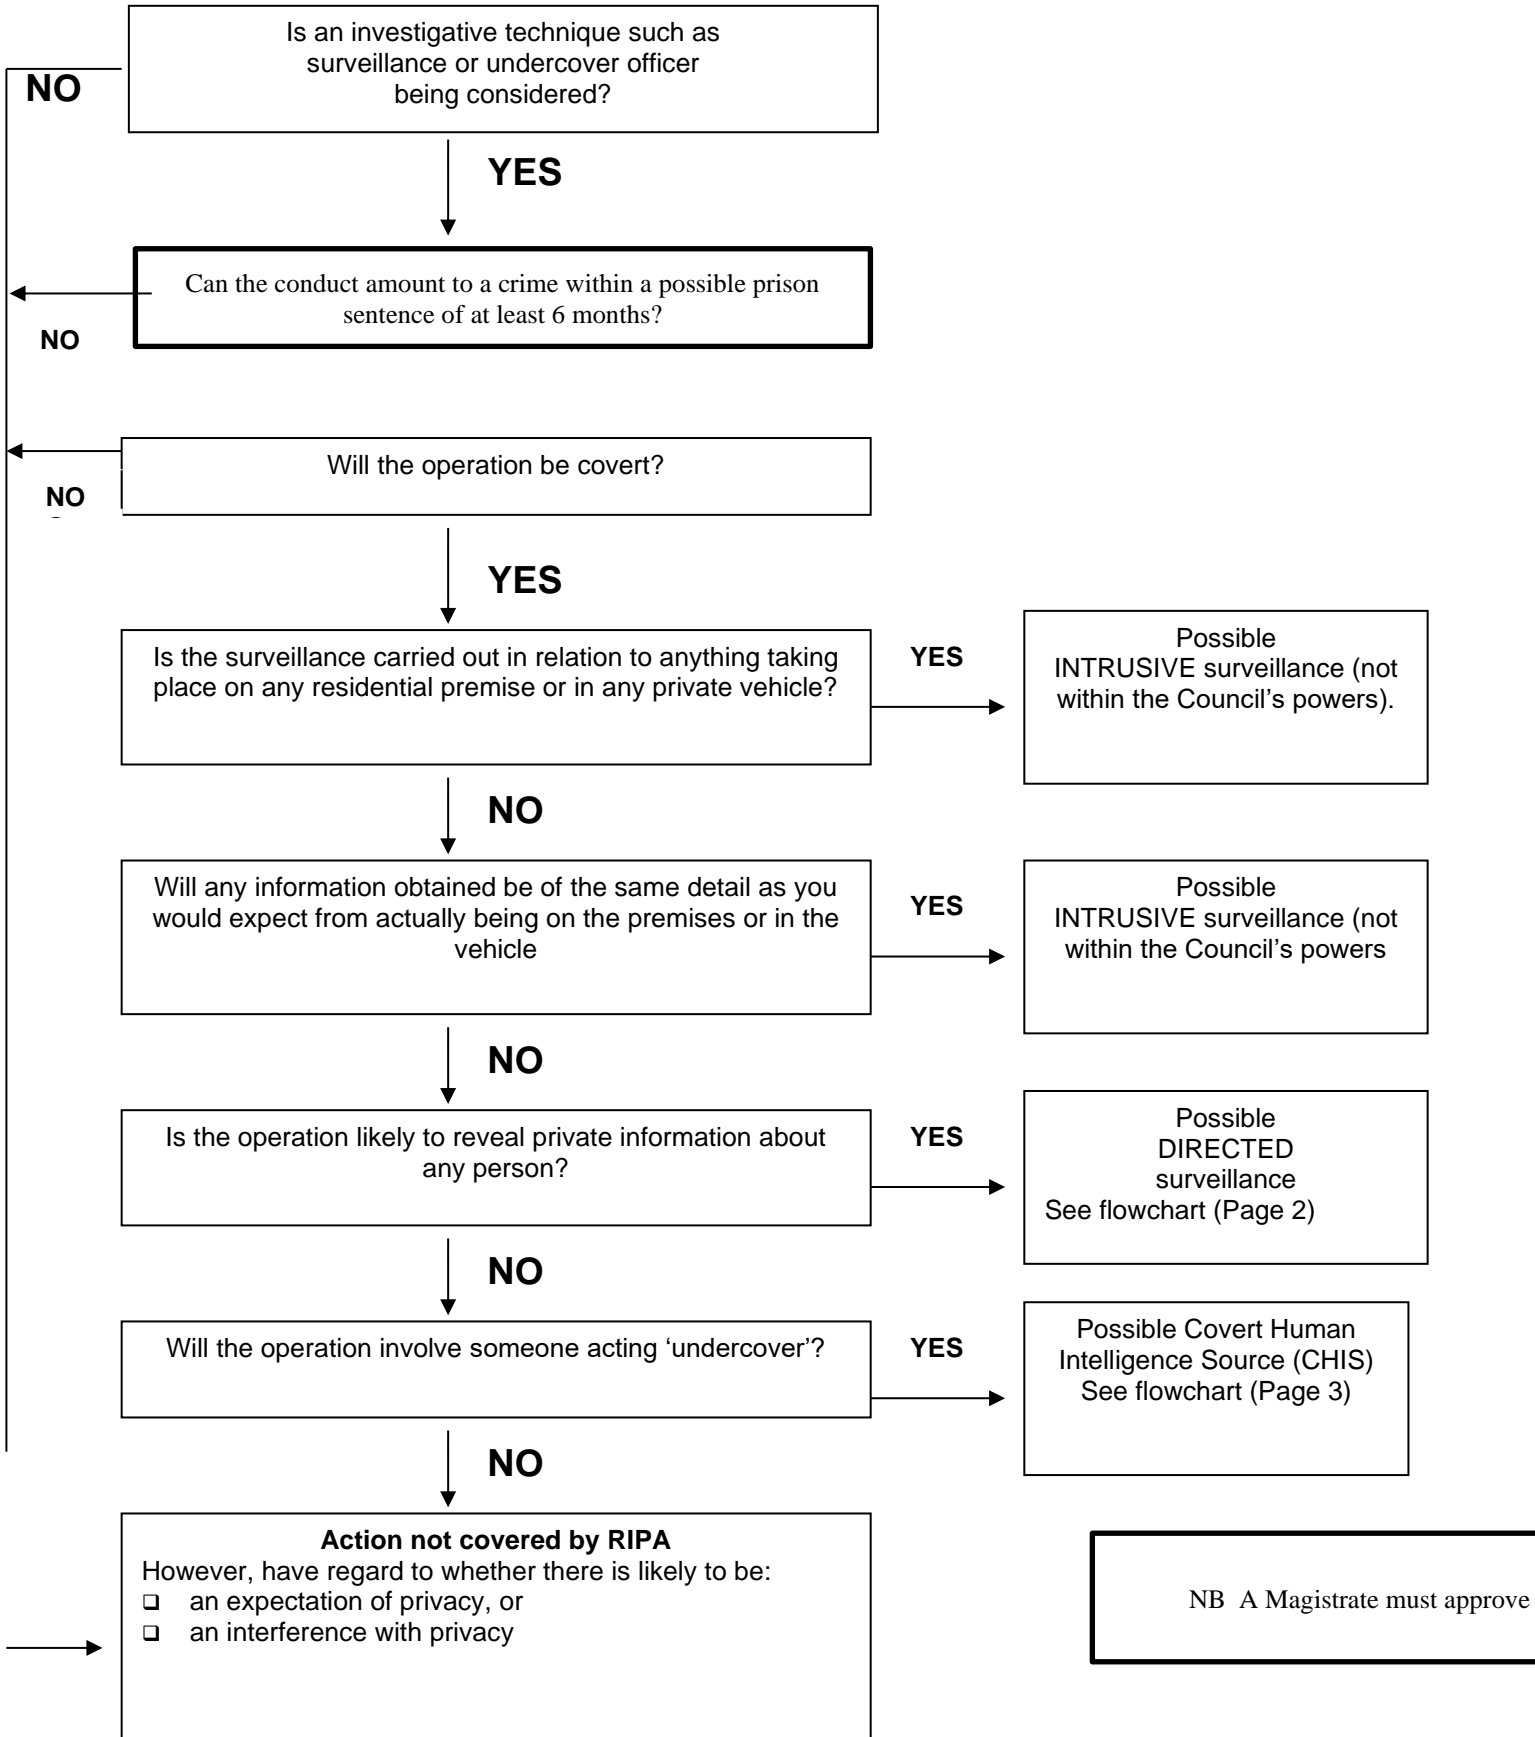 Is an investigative technique such as
surveillance or undercover officer
being considered?
NO
YES
Can the conduct amount to a crime within a possible prison
sentence of at least 6 months?
NO
Will the operation be covert?
NO
YES
Is the surveillance carried out in relation to anything taking
place on any residential premise or in any private vehicle?
YES
Possible
INTRUSIVE surveillance (not
within the Council’s powers).
NO
Will any information obtained be of the same detail as you
would expect from actually being on the premises or in the
vehicle
YES
Possible
INTRUSIVE surveillance (not
within the Council’s powers
NO
Is the operation likely to reveal private information about
any person?
YES
Possible
DIRECTED
surveillance
See flowchart (Page 2)
NO
Will the operation involve someone acting ‘undercover’?
YES
Possible Covert Human
Intelligence Source (CHIS)
See flowchart (Page 3)
NO
Action not covered by RIPA
However, have regard to whether there is likely to be:
❑ an expectation of privacy, or
❑ an interference with privacy
NB A Magistrate must approve